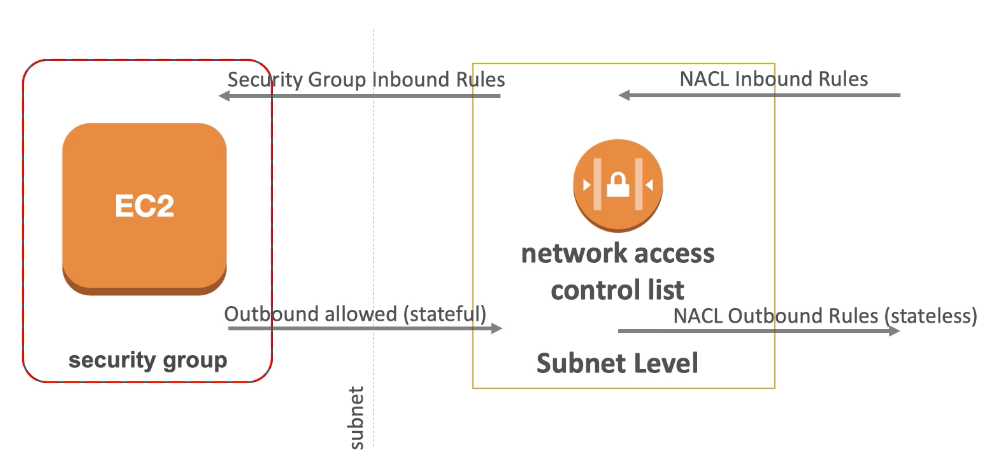 Security Group Inbound Rules
NACL Inbound Rules
EC2
network access
control list
Outbound allowed (stateful)
NACL Outbound Rules (stateless)
security group
Subnet Level
subnet